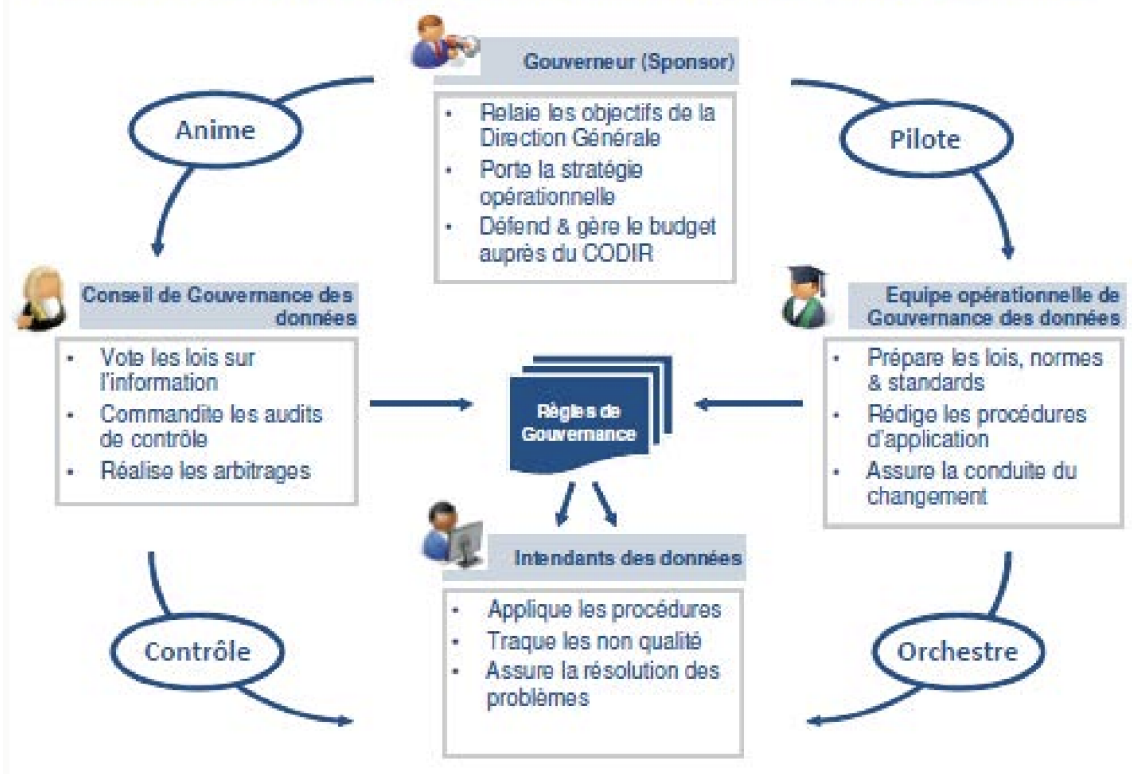 Gouverneur (Sponsor)
• Relaie les objectifs de la
Direction Générale
• Porte la stratégie
opérationnelle
• Défend & gère le budget
auprès du CODIR
Anime
Pilote
Conseil de Gouvernance des
données
• Vote les lois sur
l'information
• Commandite les audits
de contrôle
• Réalise les arbitrages
Règles de
Gouvernance
Equipe opérationnelle de
Gouvernance des données
• Prépare les lois, normes
& standards
• Rédige les procédures
d'application
• Assure la conduite du
changement
Intendants des données
• Applique les procédures
• Traque les non qualité
• Assure la résolution des
problèmes
Contrôle
Orchestre